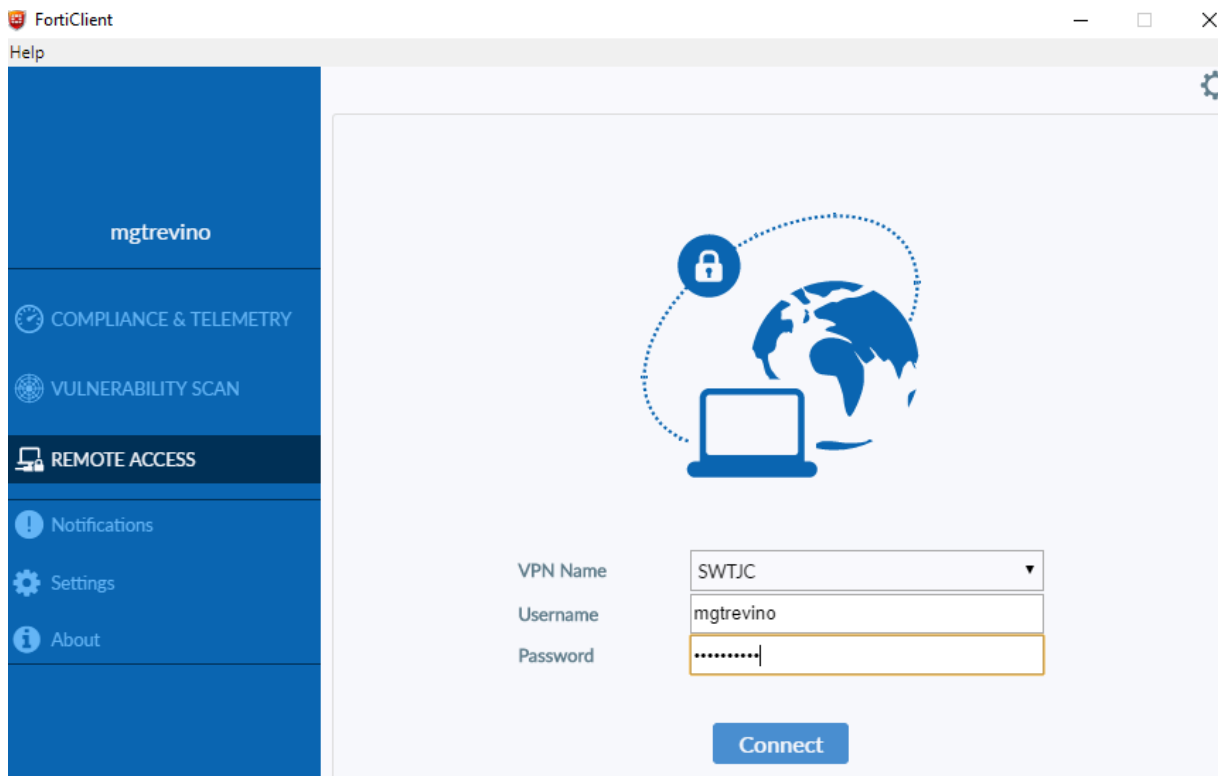 FortiClient
Help
mgtrevino
COMPLIANCE & TELEMETRY
VULNERABILITY SCAN
REMOTE ACCESS
Notifications
Settings
About
VPN Name SWTJC
Username mgtrevino
Password ••••••••••
Connect